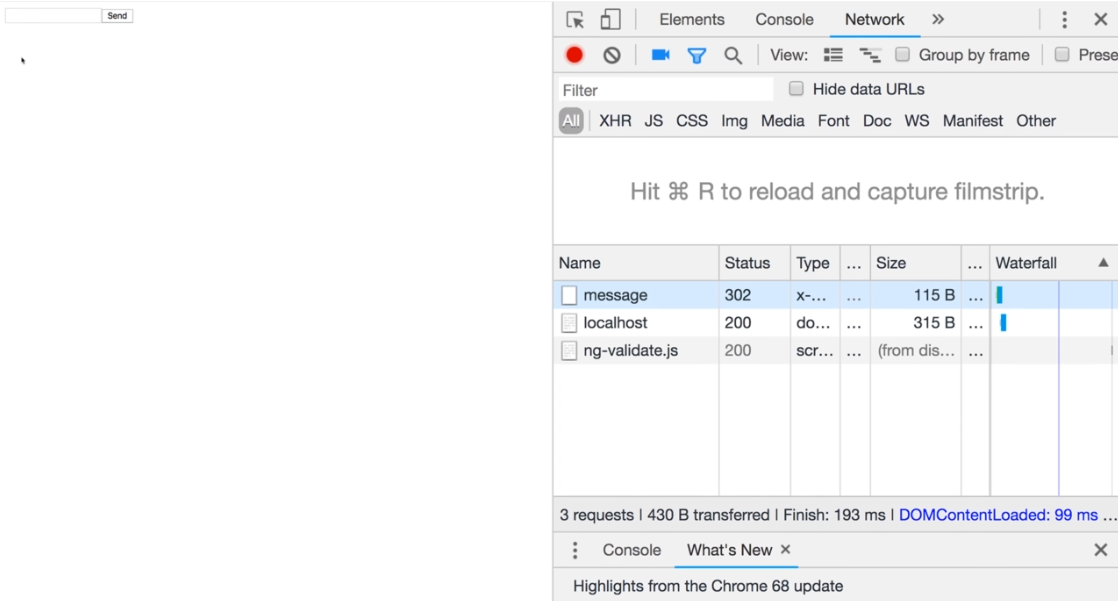 Send
Elements Console Network »
View: Group by frame Prese
Filter Hide data URLs
All XHR JS CSS Img Media Font Doc WS Manifest Other
Hit ⌘ R to reload and capture filmstrip.
Name Status Type ... Size ... Waterfall ▲
message 302 x-... ... 115 B ...
localhost 200 do... ... 315 B ...
ng-validate.js 200 scr... ... (from dis... ...
3 requests | 430 B transferred | Finish: 193 ms | DOMContentLoaded: 99 ms ...
Console What's New ×
Highlights from the Chrome 68 update